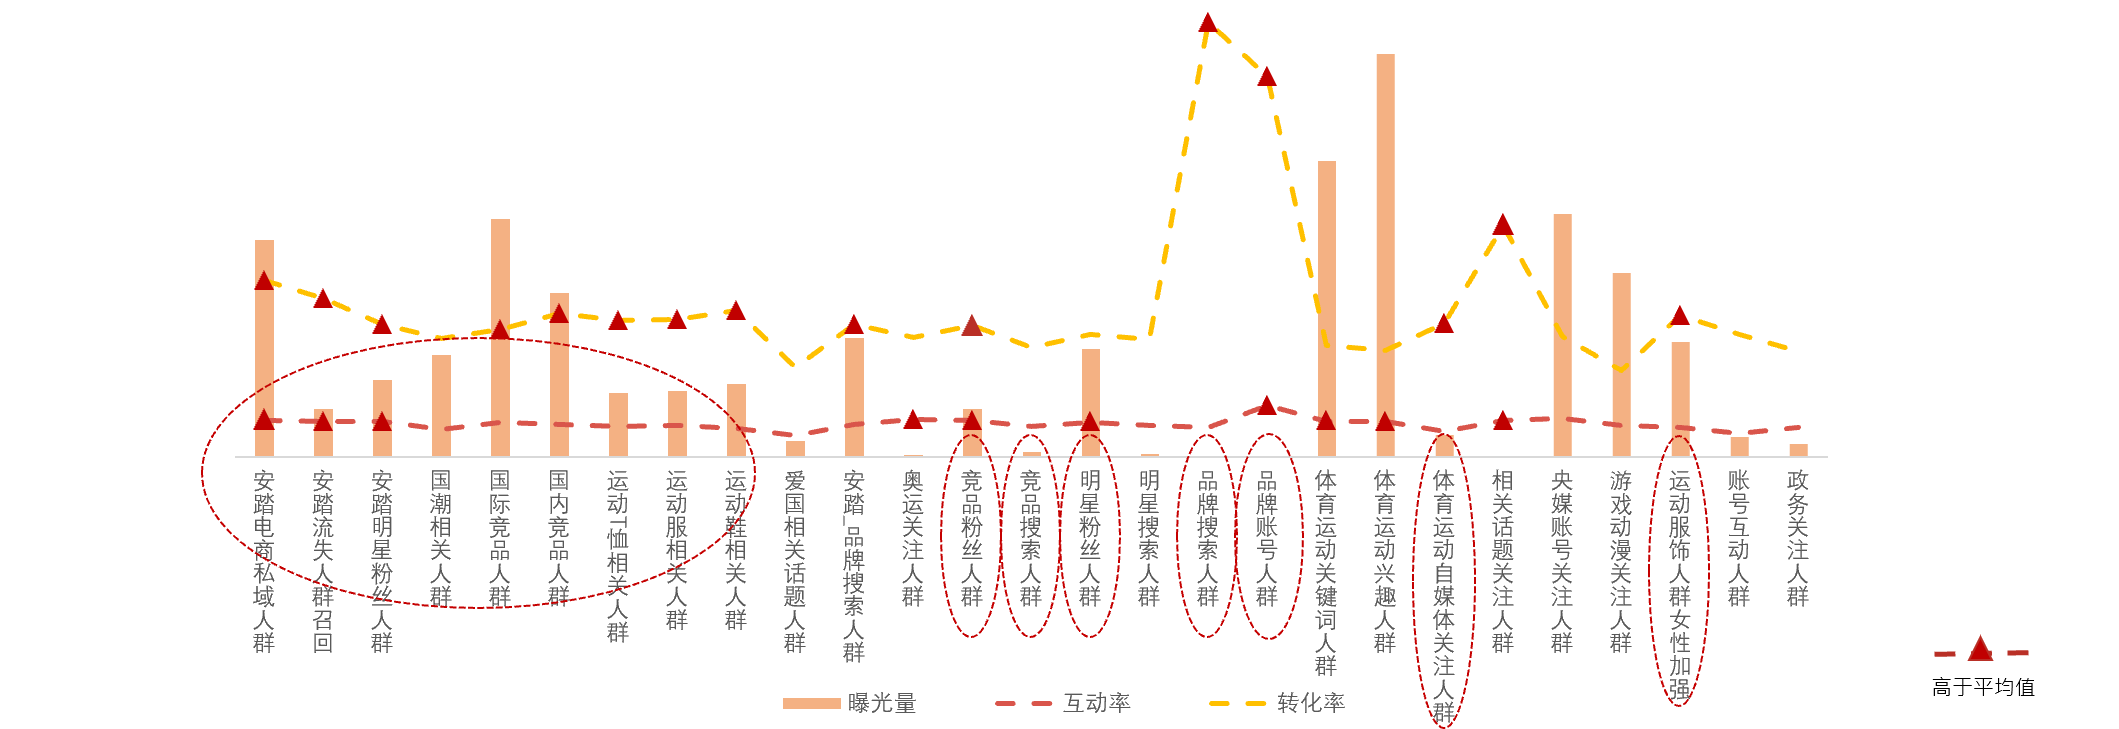 安踏电商私域人群
安踏流失人群召回
安踏明星粉丝人群
国潮相关人群
国际竞品人群
国内竞品人群
运动T恤相关人群
运动服相关人群
运动鞋相关人群
爱国相关话题人群
安踏_品牌搜索人群
奥运关注人群
竞品粉丝人群
竞品搜索人群
明星粉丝人群
明星搜索人群
品牌搜索人群
品牌账号人群
体育运动关键词人群
体育运动兴趣人群
体育运动自媒体关注人群
相关话题关注人群
央媒账号关注人群
游戏动漫关注人群
运动服饰人群女性加强
账号互动人群
政务关注人群
曝光量
互动率
转化率
高于平均值